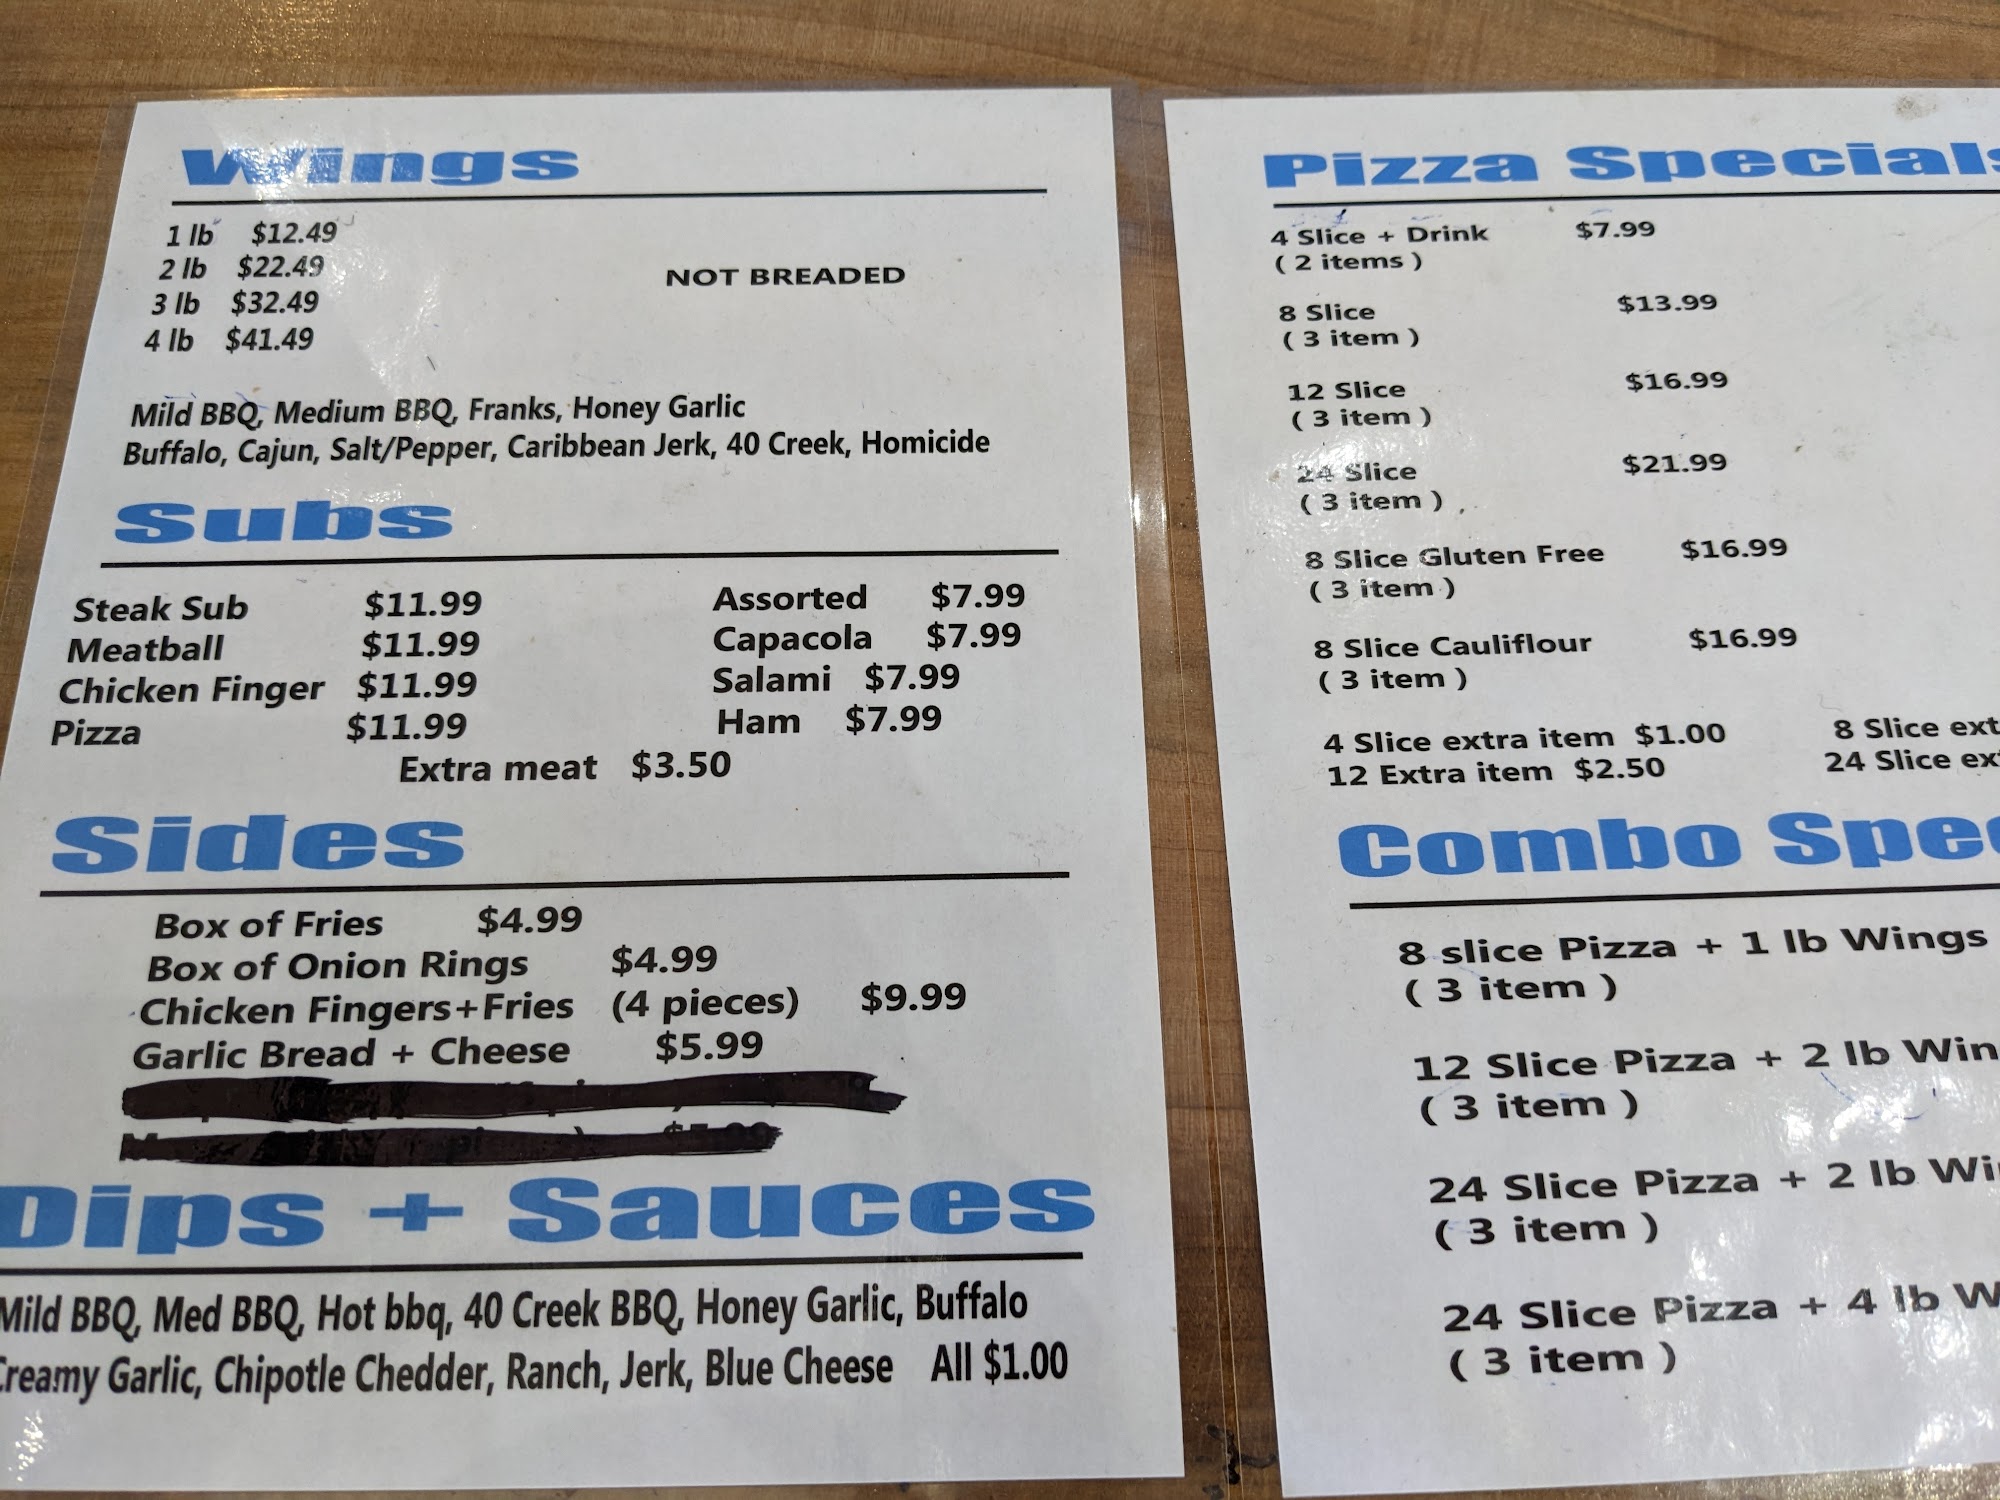 Wings
1 lb $12.49
2 lb $22.49
3 lb $32.49
4 lb $41.49
NOT BREADED
Mild BBQ, Medium BBQ, Franks, Honey Garlic
Buffalo, Cajun, Salt/Pepper, Caribbean Jerk, 40 Creek, Homicide
Subs
Steak Sub $11.99
Meatball $11.99
Chicken Finger $11.99
Pizza $11.99
Assorted $7.99
Capacola $7.99
Salami $7.99
Ham $7.99
Extra meat $3.50
Sides
Box of Fries $4.99
Box of Onion Rings $4.99
Chicken Fingers+Fries (4 pieces) $9.99
Garlic Bread + Cheese $5.99
Dips + Sauces
Mild BBQ, Med BBQ, Hot bbq, 40 Creek BBQ, Honey Garlic, Buffalo
Creamy Garlic, Chipotle Chedder, Ranch, Jerk, Blue Cheese All $1.00
Pizza Specials
4 Slice + Drink $7.99
( 2 items )
8 Slice $13.99
( 3 item )
12 Slice $16.99
( 3 item )
24 Slice $21.99
( 3 item )
8 Slice Gluten Free $16.99
( 3 item )
8 Slice Cauliflour $16.99
( 3 item )
4 Slice extra item $1.00 8 Slice
12 Extra item $2.50 24 Slice
Combo
8 slice Pizza + 1 lb Wings
( 3 item )
12 Slice Pizza + 2 lb
( 3 item )
24 Slice Pizza + 2 lb
( 3 item )
24 Slice Pizza + 4 lb
( 3 item )